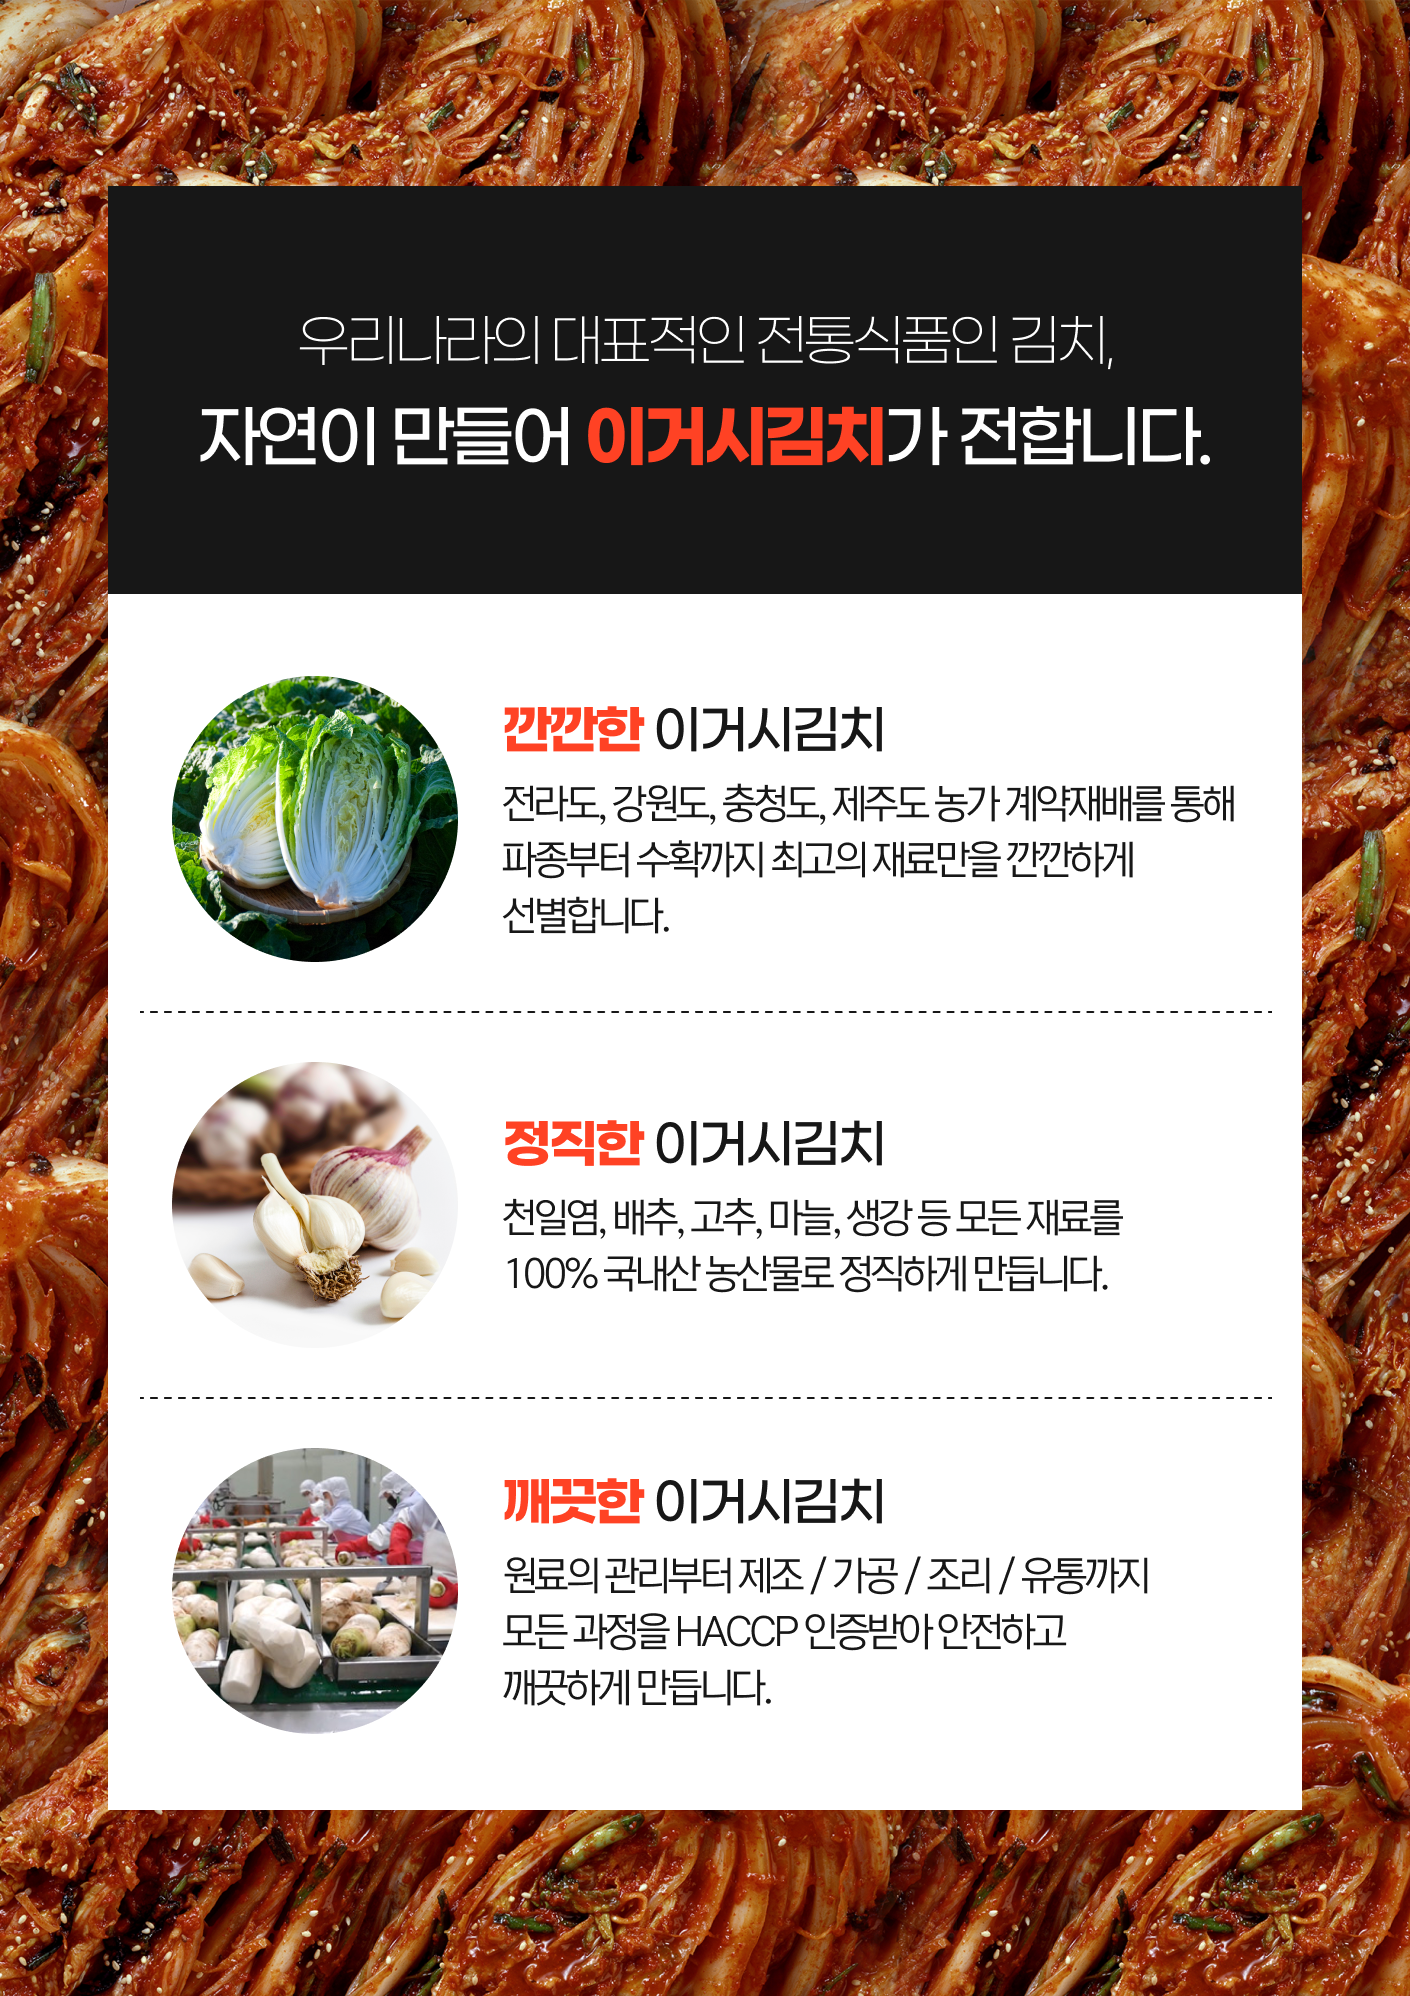 우리나라의 대표적인 전통식품인 김치,
자연이 만들어 이거시김치가 전합니다.
깐깐한 이거시김치
전라도, 강원도, 충청도, 제주도 농가 계약재배를 통해
파종부터 수확까지 최고의 재료만을 깐깐하게
선별합니다.
정직한 이거시김치
천일염, 배추, 고추, 마늘, 생강 등 모든 재료를
100% 국내산 농산물로 정직하게 만듭니다.
깨끗한 이거시김치
원료의 관리부터 제조 / 가공 / 조리 / 유통까지
모든 과정을 HACCP 인증받아 안전하고
깨끗하게 만듭니다.